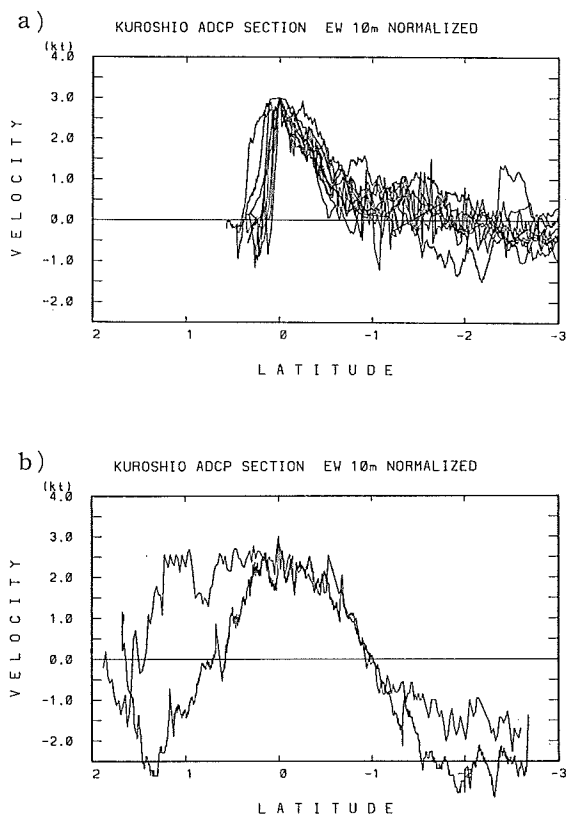 a)
KUROSHIO ADCP SECTION EW 10m NORMALIZED
(kt)
4.0
3.0
2.0
1.0
0.0
-1.0
-2.0
VELOCITY
2 1 0 -1 -2 -3
LATITUDE
b)
KUROSHIO ADCP SECTION EW 10m NORMALIZED
(kt)
4.0
3.0
2.0
1.0
0.0
-1.0
-2.0
VELOCITY
2 1 0 -1 -2 -3
LATITUDE